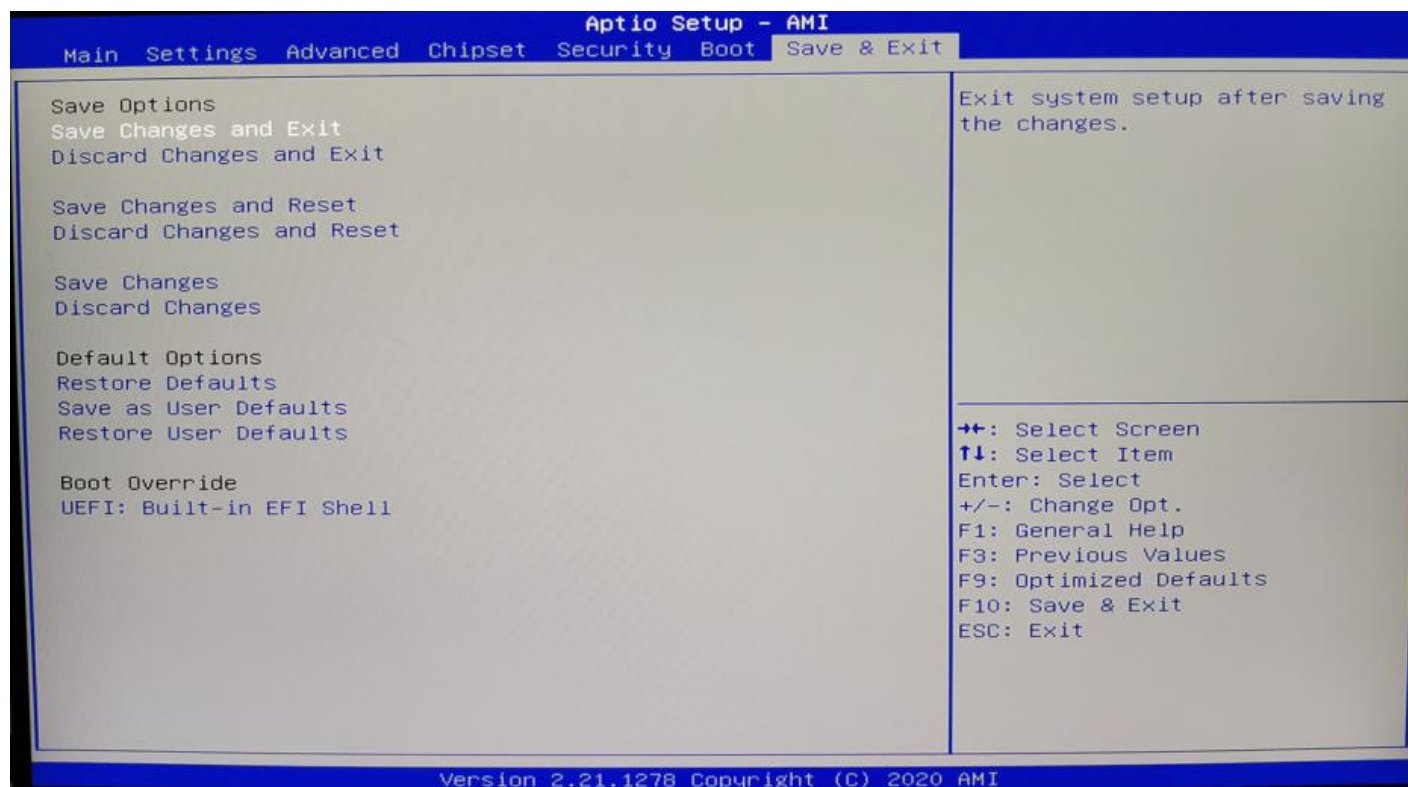 Aptio Setup – AMI
Main Settings Advanced Chipset Security Boot Save & Exit
Save Options
Save Changes and Exit
Discard Changes and Exit
Save Changes and Reset
Discard Changes and Reset
Save Changes
Discard Changes
Default Options
Restore Defaults
Save as User Defaults
Restore User Defaults
Boot Override
UEFI: Built-in EFI Shell
Exit system setup after saving
the changes.
→←: Select Screen
↑↓: Select Item
Enter: Select
+/-: Change Opt.
F1: General Help
F3: Previous Values
F9: Optimized Defaults
F10: Save & Exit
ESC: Exit
Version 2.21.1278 Copyright (C) 2020 AMI